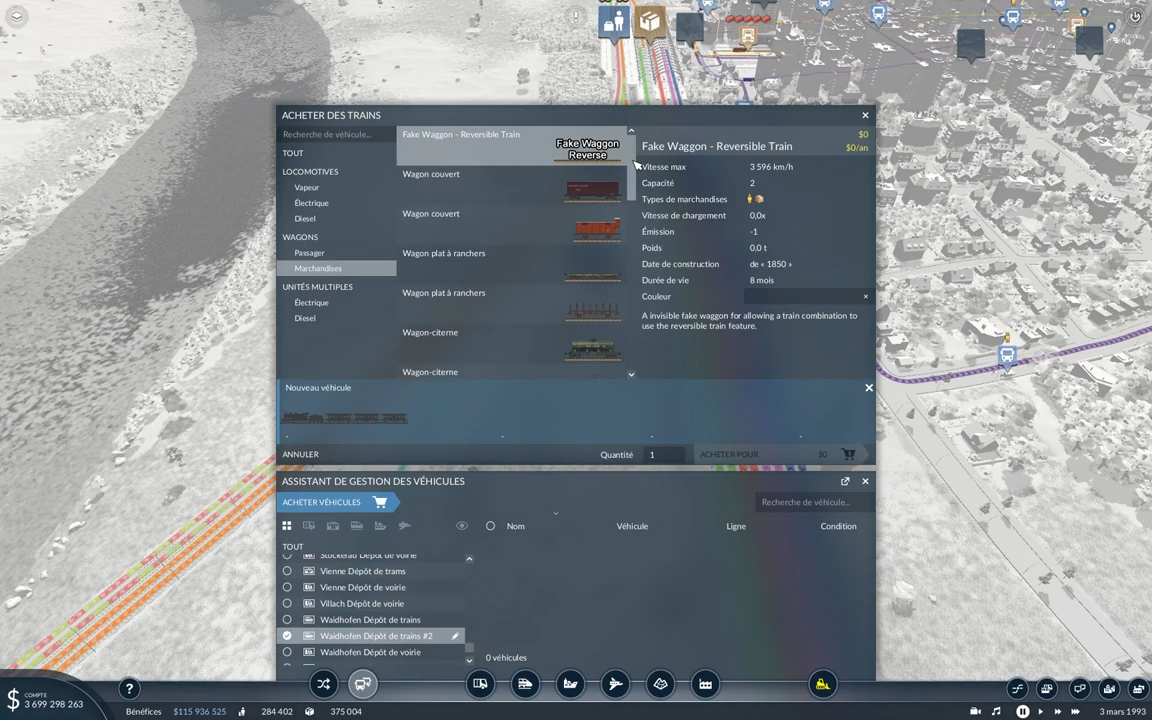 ACHETER DES TRAINS
Recherche de véhicule...
TOUT
LOCOMOTIVES
Vapeur
Électrique
Diesel
WAGONS
Passager
Marchandises
UNITÉS MULTIPLES
Électrique
Diesel
Fake Waggon - Reversible Train
Fake Waggon
Reverse
Wagon couvert
Wagon couvert
Wagon plat à ranchers
Wagon plat à ranchers
Wagon-citerne
Wagon-citerne
$0
Fake Waggon - Reversible Train $0/an
Vitesse max 3 596 km/h
Capacité 2
Types de marchandises
Vitesse de chargement 0,0x
Émission -1
Poids 0,0 t
Date de construction de « 1850 »
Durée de vie 8 mois
Couleur
A invisible fake waggon for allowing a train combination to
use the reversible train feature.
Nouveau véhicule
- - - -
ANNULER Quantité 1 ACHETER POUR $0
ASSISTANT DE GESTION DES VÉHICULES
ACHETER VÉHICULES Recherche de véhicule...
Nom Véhicule Ligne Condition
TOUT
Stockerau Dépôt de voirie
Vienne Dépôt de trams
Vienne Dépôt de voirie
Villach Dépôt de voirie
Waidhofen Dépôt de trains
Waidhofen Dépôt de trains #2
Waidhofen Dépôt de voirie
0 véhicules
$ COMPTE
3 699 298 263
?
Bénéfices $115 936 525 284 402 375 004 3 mars 1993